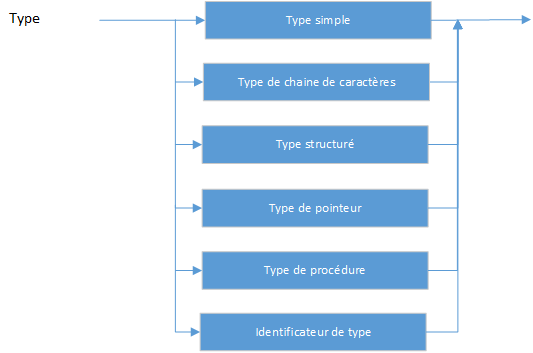 Type
Type simple
Type de chaine de caractères
Type structuré
Type de pointeur
Type de procédure
Identificateur de type